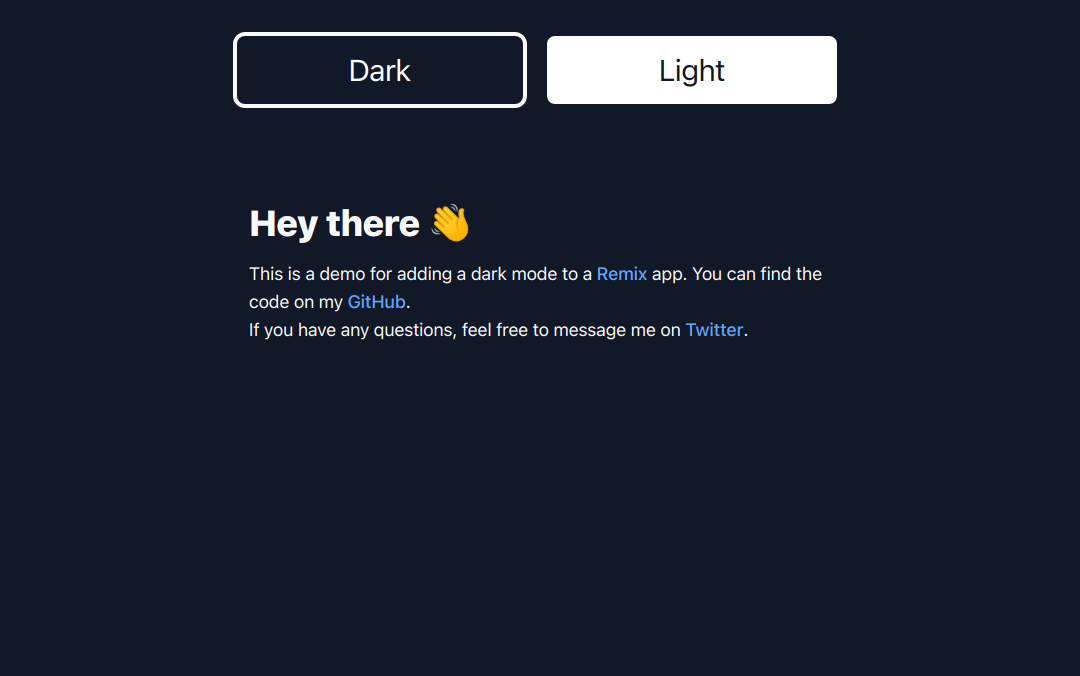 Dark
Light
Hey there 👋
This is a demo for adding a dark mode to a Remix app. You can find the
code on my GitHub.
If you have any questions, feel free to message me on Twitter.